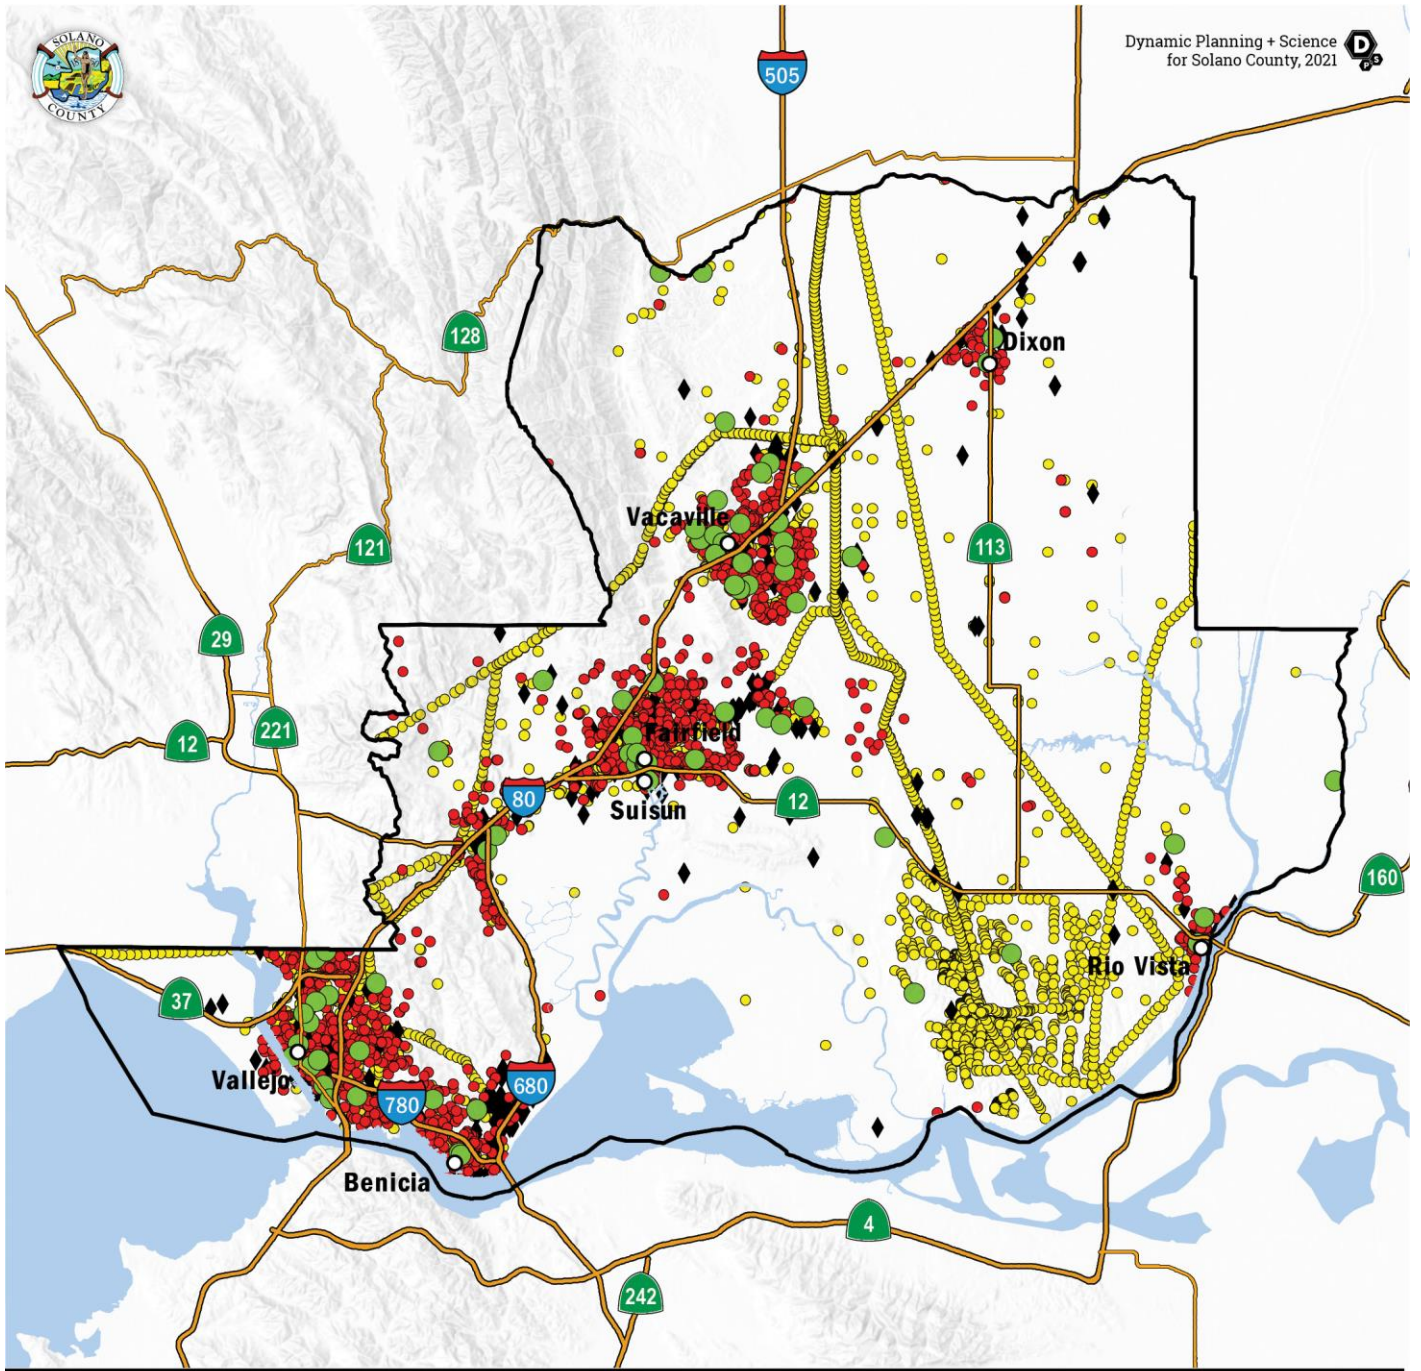 SOLANO
COUNTY
Dynamic Planning + Science
for Solano County, 2021
D
P S
505
128
Dixon
Vacaville
121
113
29
221
12
Fairfield
80
12
Suisun
160
Rio Vista
37
Vallejo
680
780
Benicia
4
242